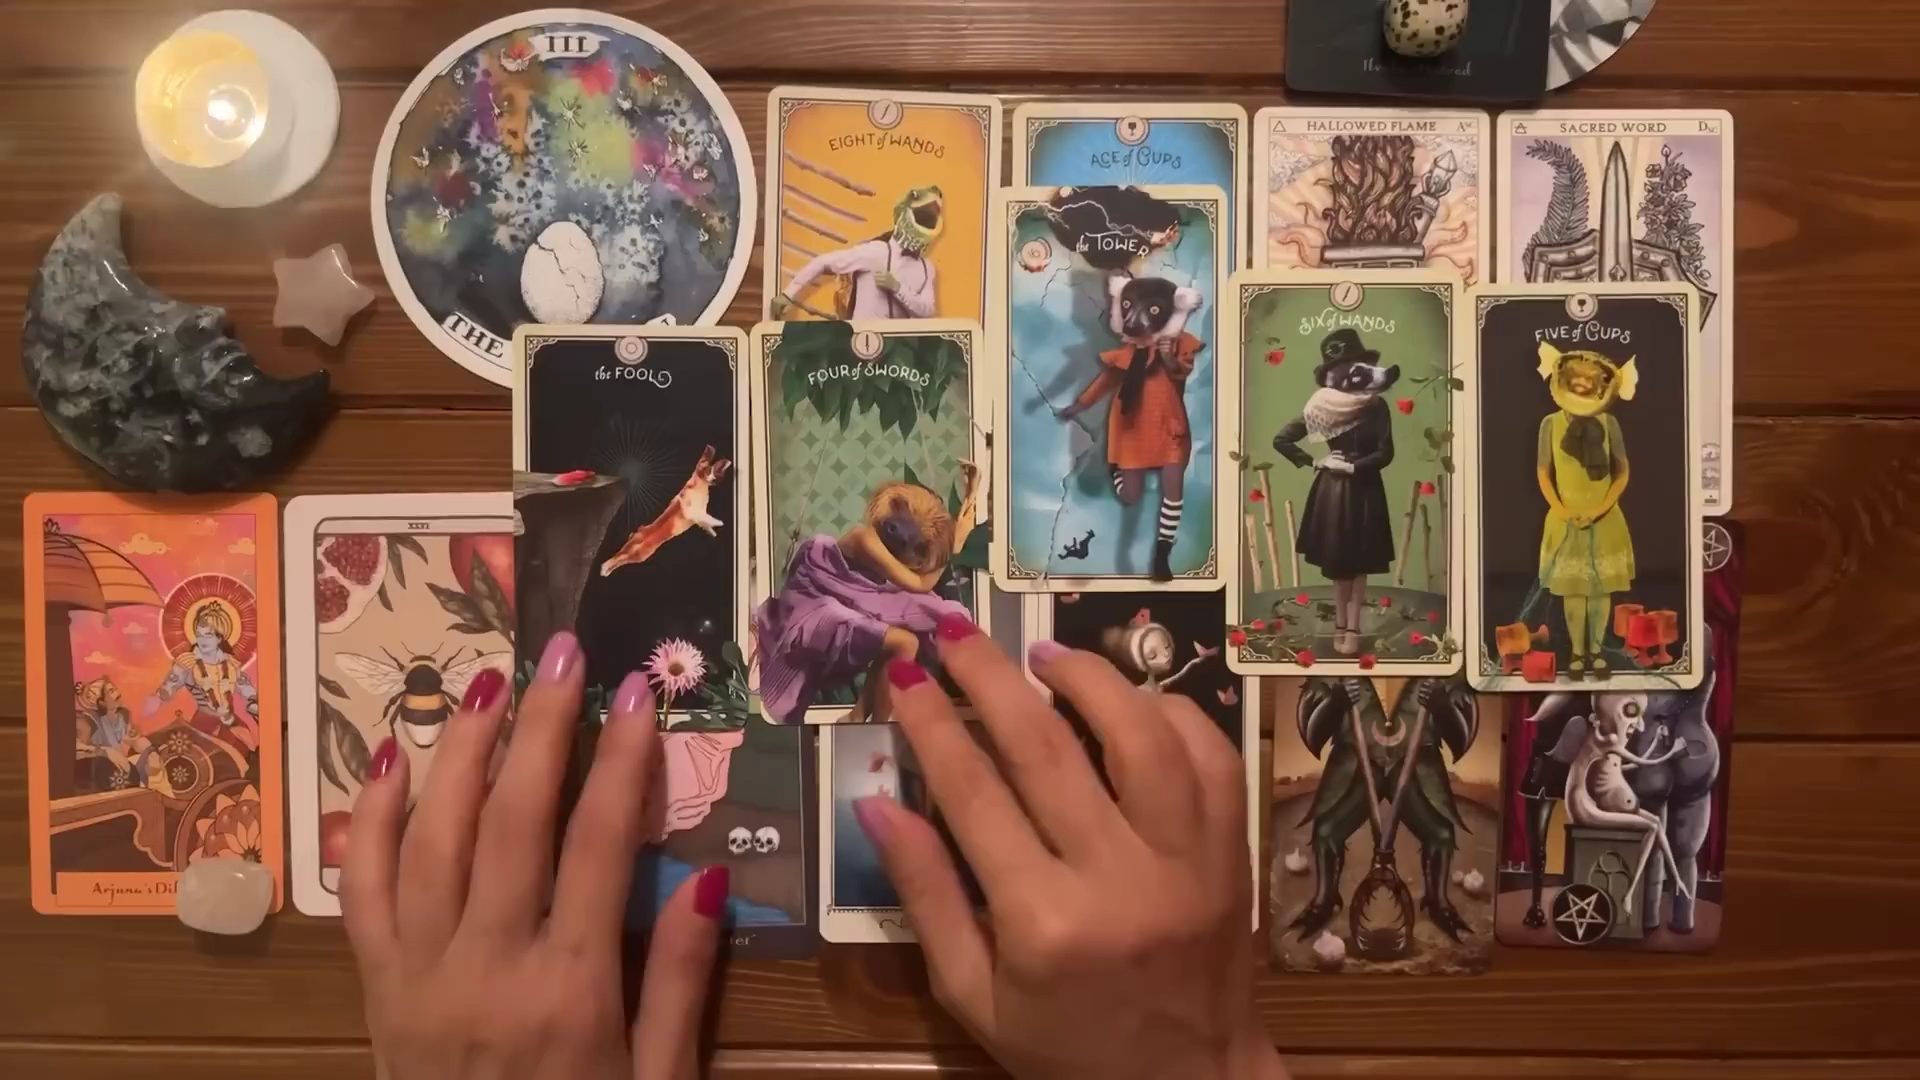 III
THE
EIGHT of WANDS
ACE of CUPS
HALLOWED FLAME
SACRED WORD
the TOWER
SIX of WANDS
FIVE of CUPS
the FOOL
FOUR of SWORDS
XXVI